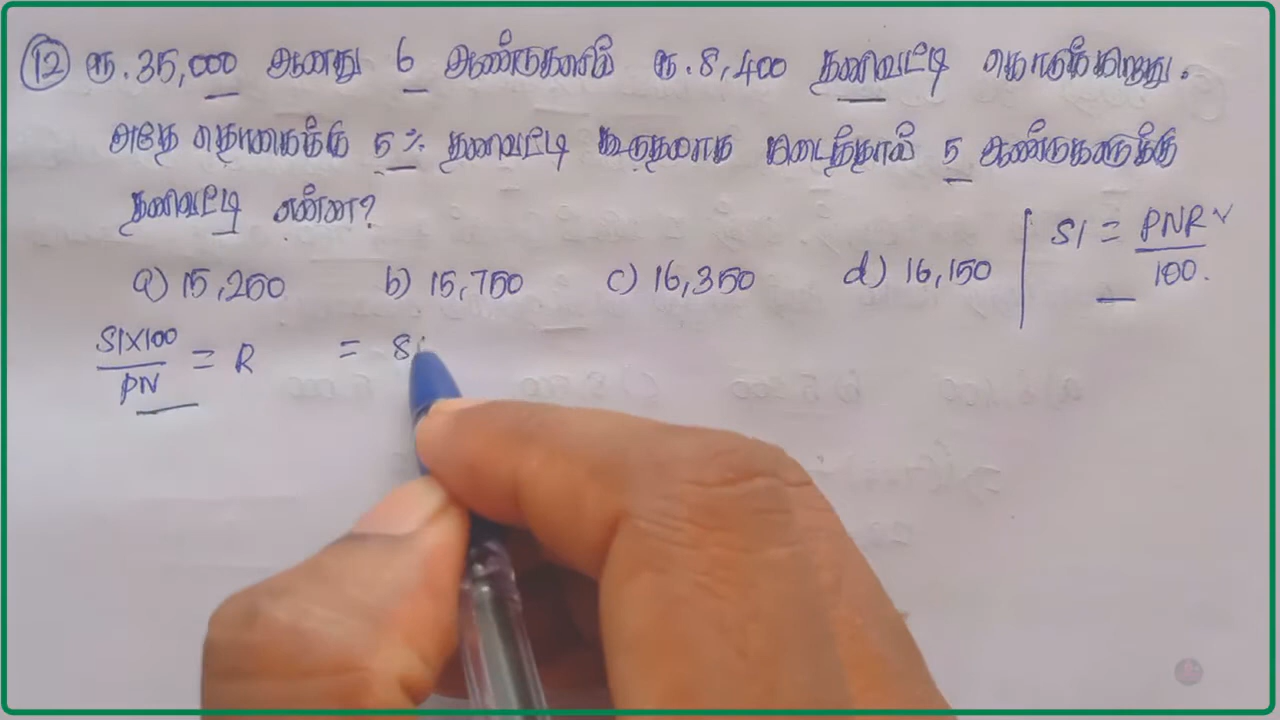 12 ரூ.35,000 ஆனது 6 ஆண்டுகளில் ரூ.8,400 தனிவட்டி கொடுக்கிறது.
அதே தொகைக்கு 5% தனிவட்டி கூடுதலாக கிடைத்தால் 5 ஆண்டுகளுக்கு
தனிவட்டி என்ன?
a) 15,250 b) 15,750 c) 16,350 d) 16,150
SI = PNR / 100.
SI×100 / PN = R = 8